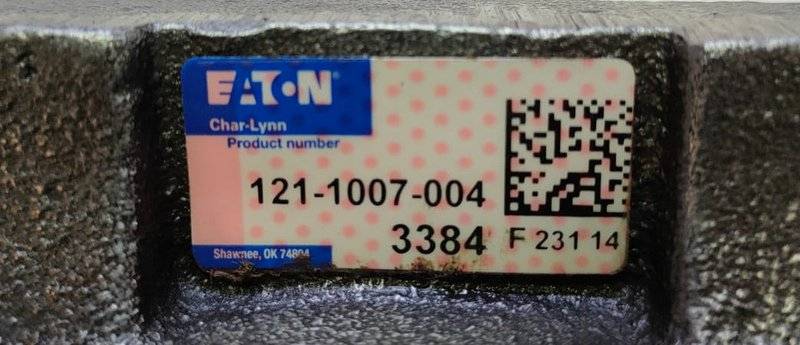 EATON
Char-Lynn
Product number
121-1007-004
3384 F 231 14
Shawnee, OK 74804